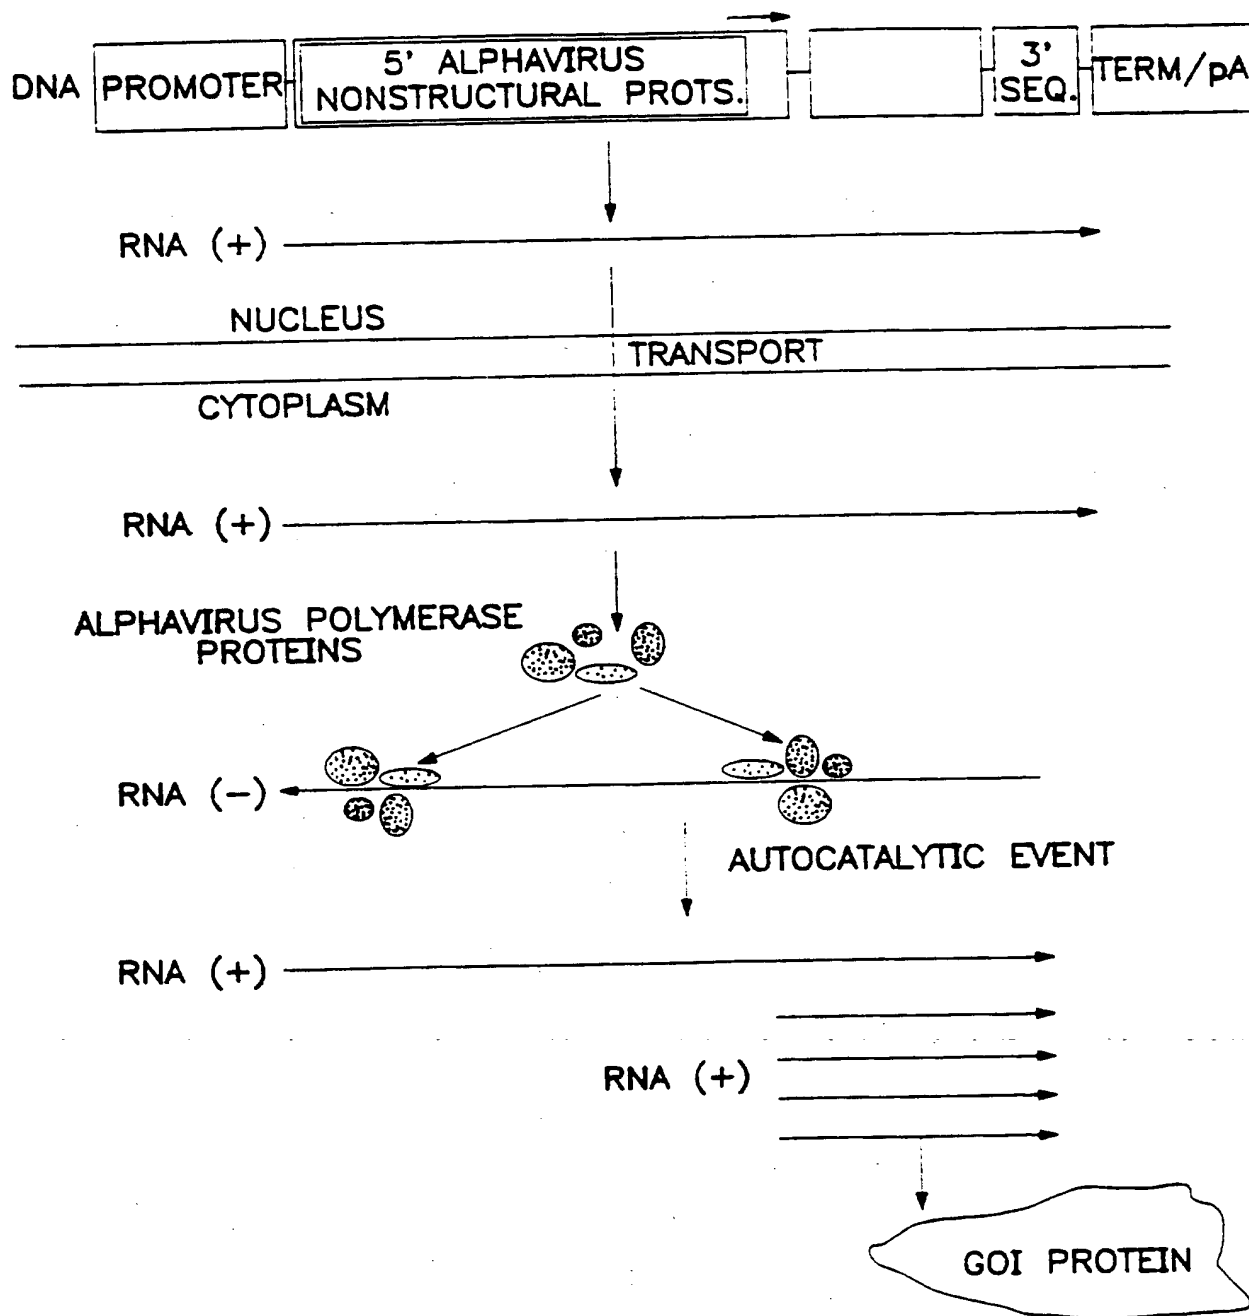 DNA PROMOTER 5' ALPHAVIRUS NONSTRUCTURAL PROTS. 3' SEQ. TERM/pA
RNA (+)
NUCLEUS
TRANSPORT
CYTOPLASM
RNA (+)
ALPHAVIRUS POLYMERASE
PROTEINS
RNA (-)
AUTOCATALYTIC EVENT
RNA (+)
RNA (+)
GOI PROTEIN